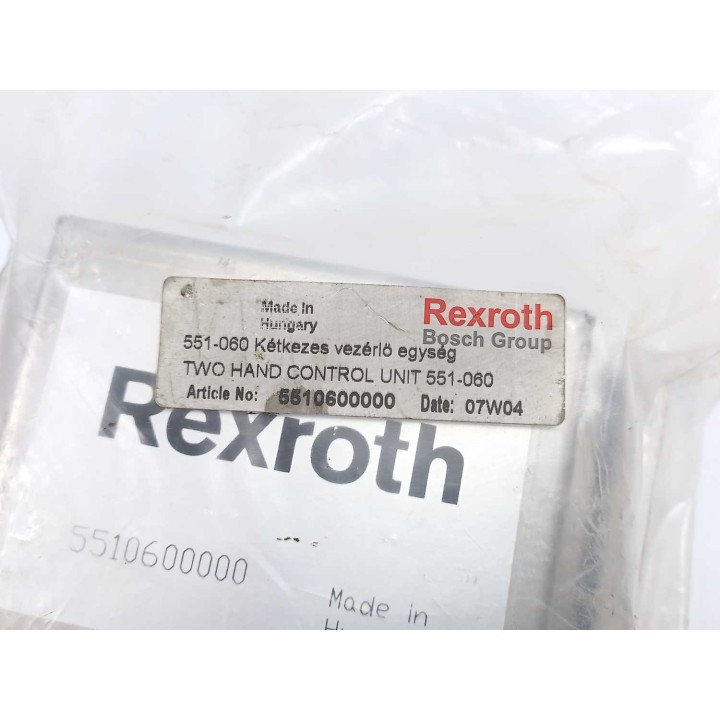 Made In
Hungary
Rexroth
Bosch Group
551-060 Kétkezes vezérlő egység
TWO HAND CONTROL UNIT 551-060
Article No: 5510600000 Date: 07W04
Rexroth
5510600000
Made in